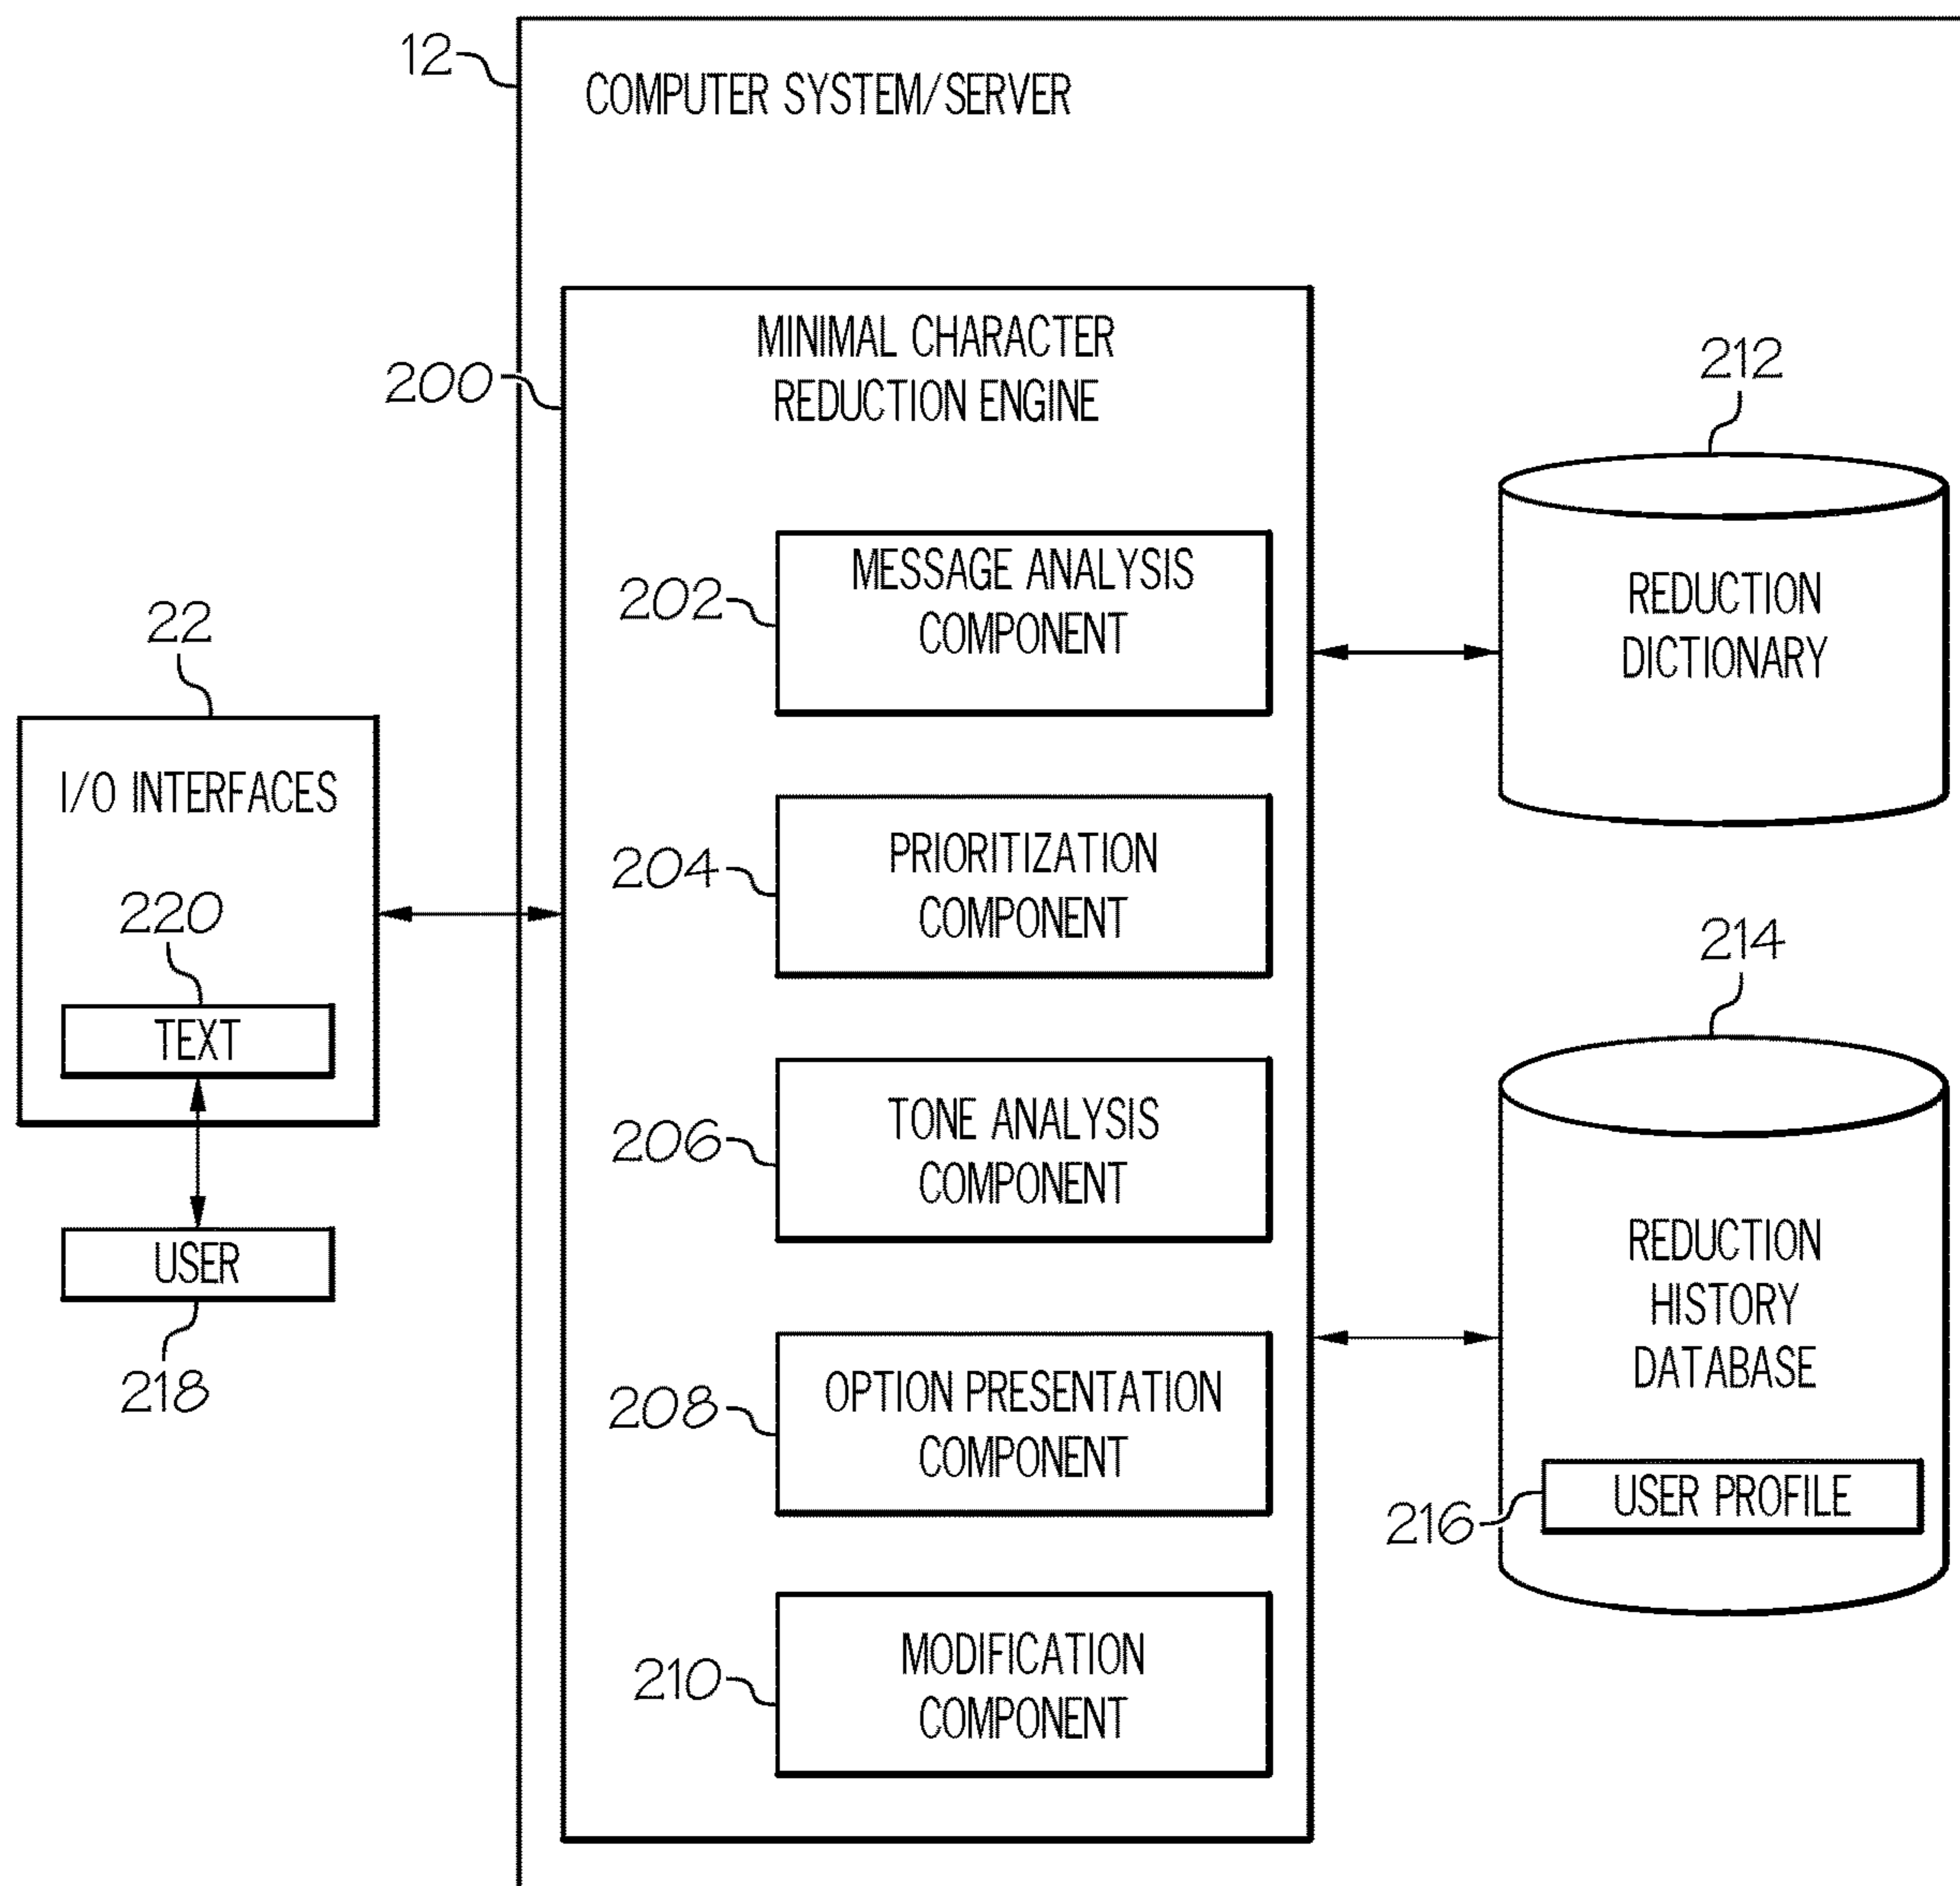 12
COMPUTER SYSTEM/SERVER
200
MINIMAL CHARACTER
REDUCTION ENGINE
202
MESSAGE ANALYSIS
COMPONENT
204
PRIORITIZATION
COMPONENT
206
TONE ANALYSIS
COMPONENT
208
OPTION PRESENTATION
COMPONENT
210
MODIFICATION
COMPONENT
22
I/O INTERFACES
220
TEXT
USER
218
212
REDUCTION
DICTIONARY
214
REDUCTION
HISTORY
DATABASE
216
USER PROFILE